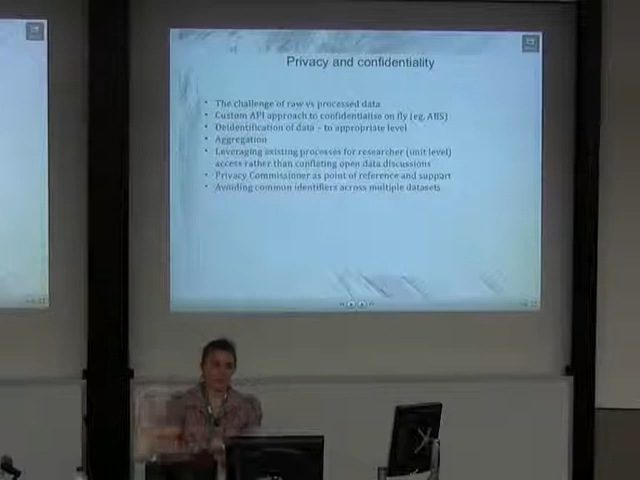 Privacy and confidentiality
• The challenge of raw vs processed data
• Custom API approach to confidentialise on fly (eg. ABS)
• Deidentification of data – to appropriate level
• Aggregation
• Leveraging existing processes for researcher (unit level)
access rather than conflating open data discussions
• Privacy Commissioner as point of reference and support
• Avoiding common identifiers across multiple datasets